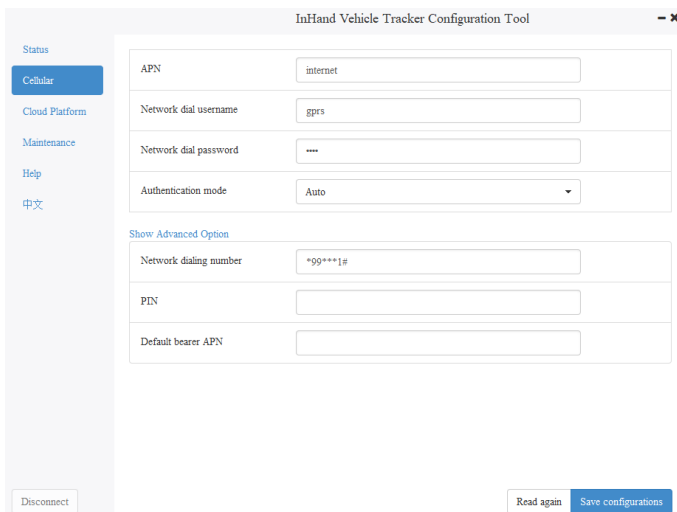 InHand Vehicle Tracker Configuration Tool
Status
Cellular
Cloud Platform
Maintenance
Help
中文
APN internet
Network dial username gprs
Network dial password ••••
Authentication mode Auto
Show Advanced Option
Network dialing number *99***1#
PIN
Default bearer APN
Disconnect
Read again Save configurations